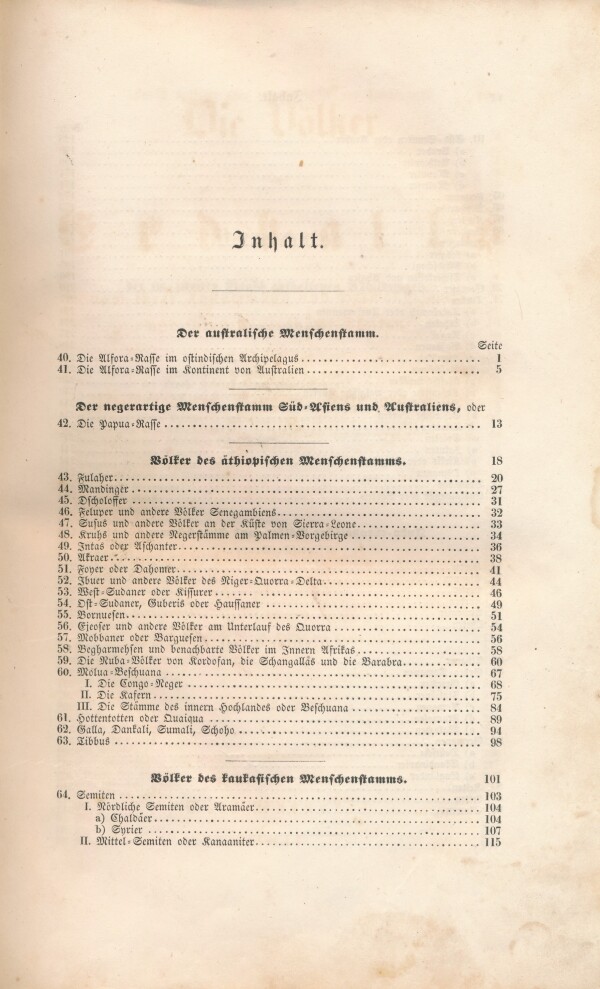 Inhalt.
Der australische Menschenstamm.
Seite
40. Die Alfora-Rasse im ostindischen Archipelagus 1
41. Die Alfora-Rasse im Kontinent von Australien 5
Der negerartige Menschenstamm Süd-Asiens und Australiens, oder
42. Die Papua-Rasse 13
Völker des äthiopischen Menschenstamms. 18
43. Fulaher 20
44. Mandinger 27
45. Dscholoffer 31
46. Feluper und andere Völker Senegambiens 32
47. Susus und andere Völker an der Küste von Sierra-Leone 33
48. Kruhs und andere Negerstämme am Palmen-Vorgebirge 34
49. Intas oder Aschanter 36
50. Akraer 38
51. Foyer oder Dahomer 41
52. Ibuer und andere Völker des Niger-Quorra-Delta 44
53. West-Sudaner oder Kissurer 46
54. Ost-Sudaner, Guberis oder Haussaner 49
55. Bornuesen 51
56. Ejeoser und andere Völker am Unterlauf des Quorra 54
57. Mobbaner oder Barguesen 56
58. Begharmehsen und benachbarte Völker im Innern Afrikas 58
59. Die Nuba-Völker von Kordofan, die Schangallás und die Barabra 60
60. Molua-Beschuana 67
I. Die Congo-Neger 68
II. Die Kafern 75
III. Die Stämme des innern Hochlandes oder Beschuana 84
61. Hottentotten oder Quaiqua 89
62. Galla, Dankali, Sumali, Schoho 94
63. Tibbus 98
Völker des kaukasischen Menschenstamms. 101
64. Semiten 103
I. Nördliche Semiten oder Aramäer 104
a) Chaldäer 104
b) Syrier 107
II. Mittel-Semiten oder Kanaaniter 115